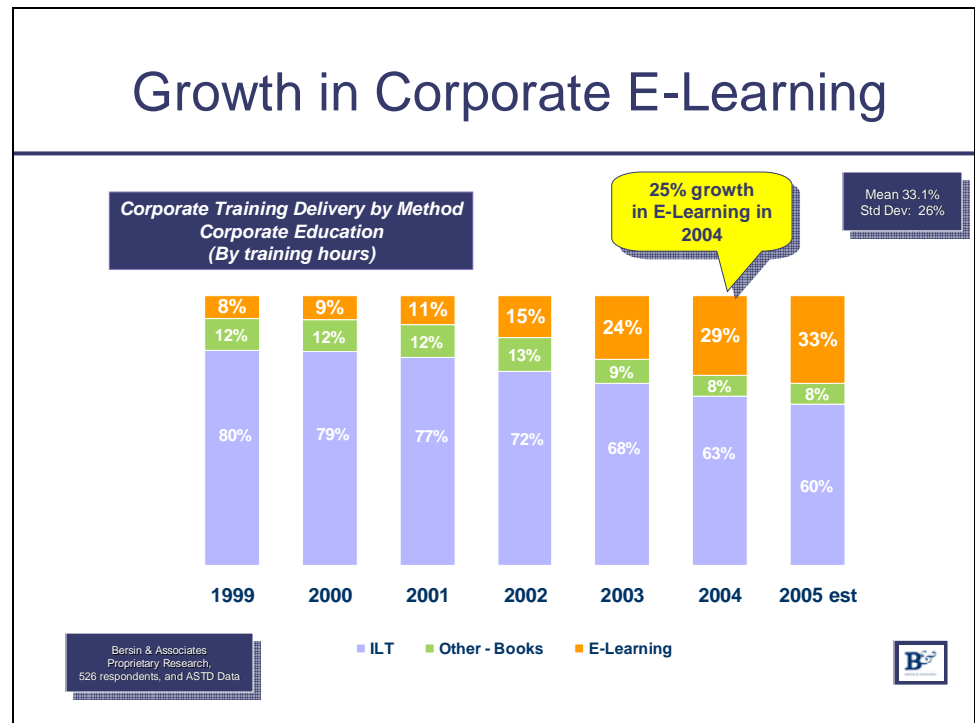 Growth in Corporate E-Learning
Corporate Training Delivery by Method
Corporate Education
(By training hours)
25% growth
in E-Learning in
2004
Mean 33.1%
Std Dev: 26%
8% 9% 11% 15% 24% 29% 33%
12% 12% 12% 13% 9% 8% 8%
80% 79% 77% 72% 68% 63% 60%
1999 2000 2001 2002 2003 2004 2005 est
ILT Other - Books E-Learning
Bersin & Associates
Proprietary Research,
526 respondents, and ASTD Data
B&